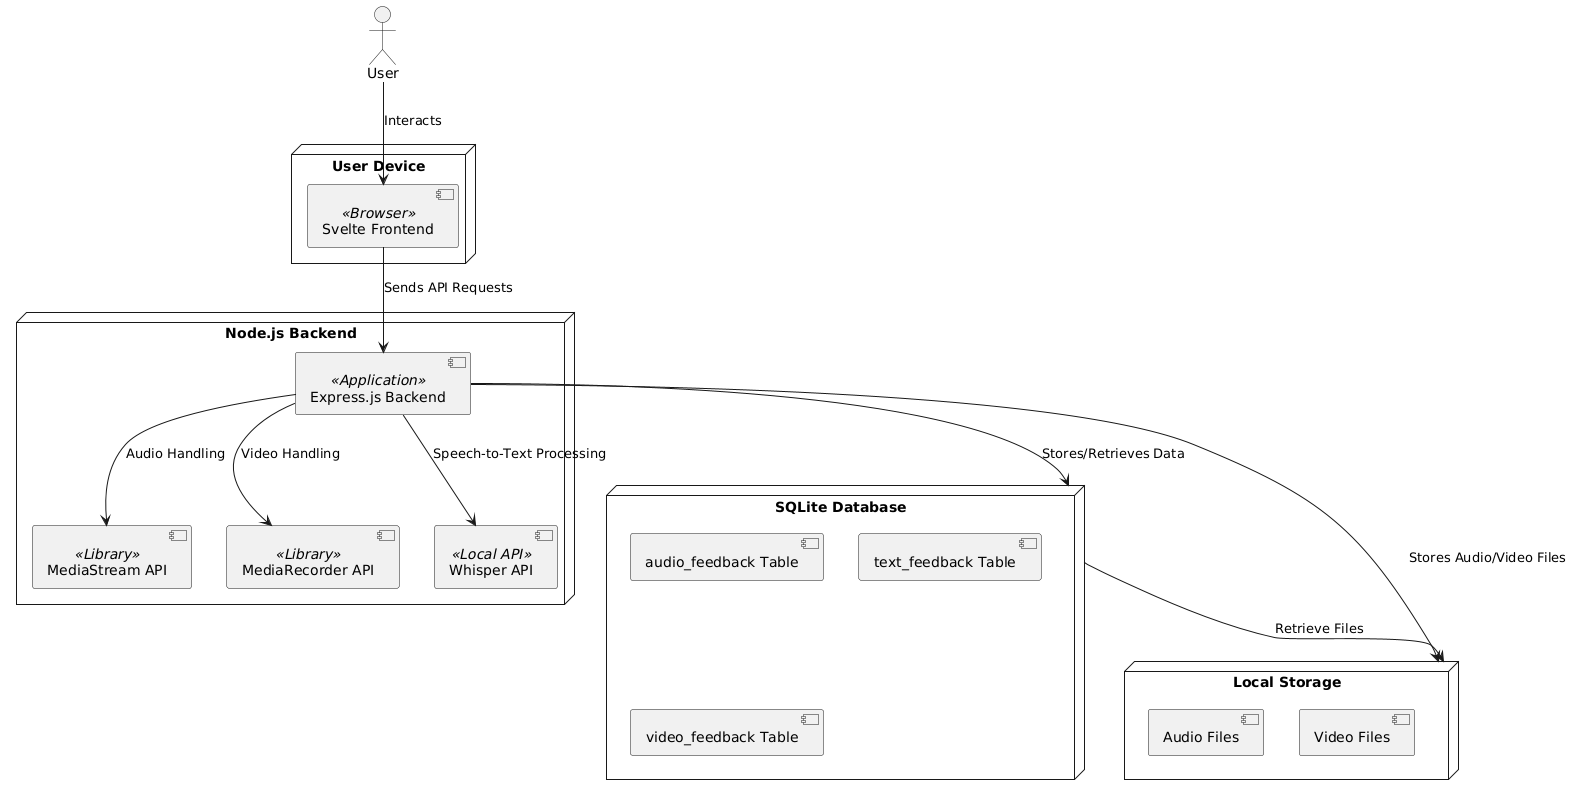 User
Interacts
User Device
«Browser»
Svelte Frontend
Sends API Requests
Node.js Backend
«Application»
Express.js Backend
Audio Handling
Video Handling
Speech-to-Text Processing
Stores/Retrieves Data
«Library»
MediaStream API
«Library»
MediaRecorder API
«Local API»
Whisper API
SQLite Database
audio_feedback Table
text_feedback Table
video_feedback Table
Stores Audio/Video Files
Retrieve Files
Local Storage
Audio Files
Video Files